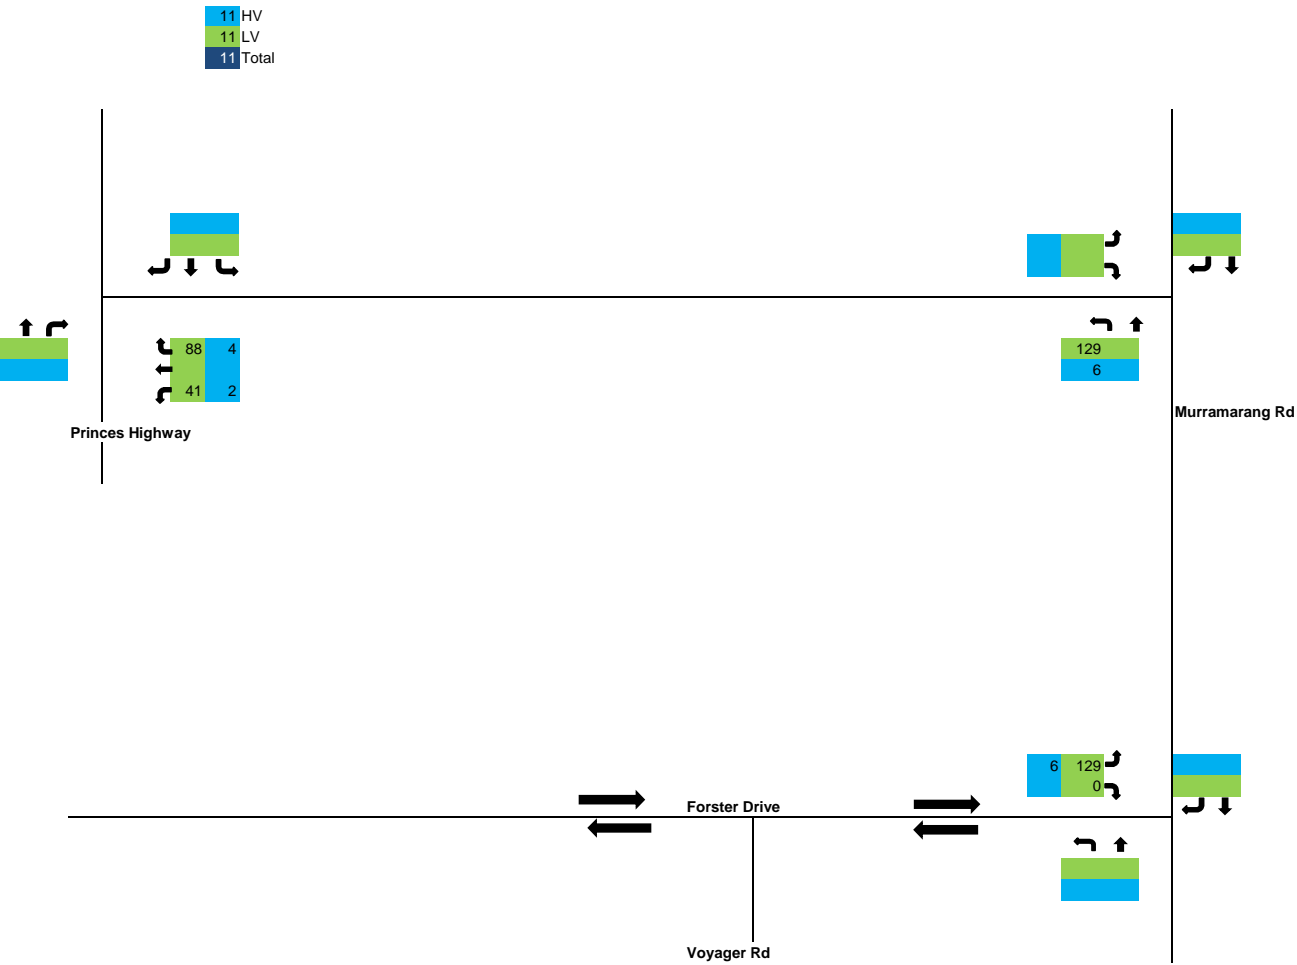 11 HV
11 LV
11 Total
88 4
129
6
41 2
Murramarang Rd
Princes Highway
6 129
0
Forster Drive
Voyager Rd